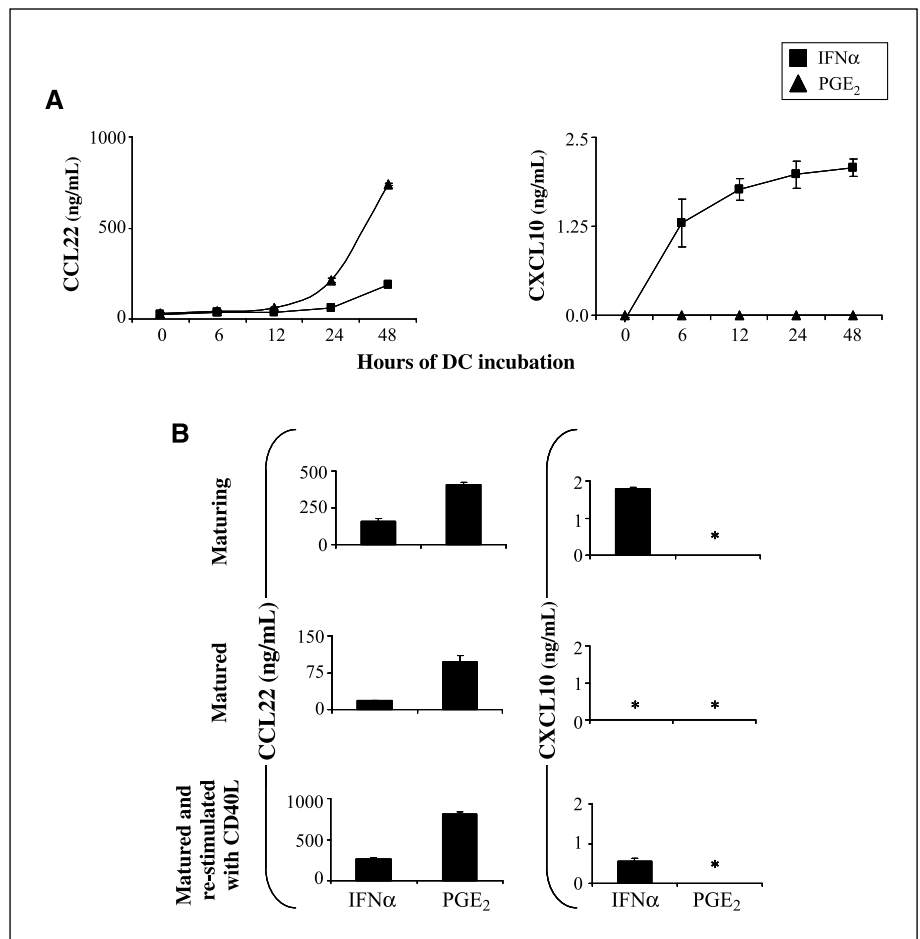 IFNα
PGE2
A
CCL22 (ng/mL)
1000
500
0
0 6 12 24 48
CXCL10 (ng/mL)
2.5
1.25
0.0
0 6 12 24 48
Hours of DC incubation
B
Maturing
Matured
Matured and
re-stimulated
with CD40L
CCL22 (ng/mL)
500
250
0
150
75
0
1000
500
0
IFNα PGE2
CXCL10 (ng/mL)
2
1
0
*
2
1
0
* *
2
1
0
*
IFNα PGE2